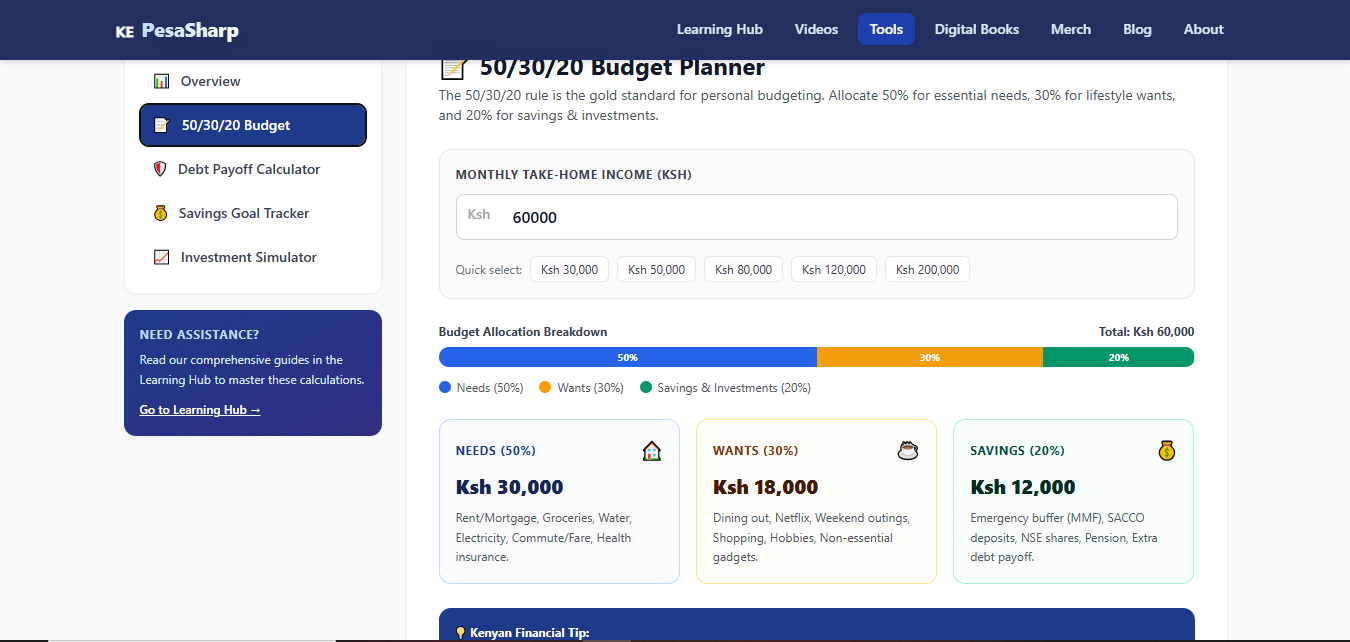 KE PesaSharp
Learning Hub
Videos
Tools
Digital Books
Merch
Blog
About
Overview
50/30/20 Budget
Debt Payoff Calculator
Savings Goal Tracker
Investment Simulator
NEED ASSISTANCE?
Read our comprehensive guides in the
Learning Hub to master these calculations.
Go to Learning Hub →
50/30/20 Budget Planner
The 50/30/20 rule is the gold standard for personal budgeting. Allocate 50% for essential needs, 30% for lifestyle wants,
and 20% for savings & investments.
MONTHLY TAKE-HOME INCOME (KSH)
Ksh 60000
Quick select: Ksh 30,000 Ksh 50,000 Ksh 80,000 Ksh 120,000 Ksh 200,000
Budget Allocation Breakdown
Total: Ksh 60,000
50% 30% 20%
Needs (50%) Wants (30%) Savings & Investments (20%)
NEEDS (50%)
Ksh 30,000
Rent/Mortgage, Groceries, Water,
Electricity, Commute/Fare, Health
insurance.
WANTS (30%)
Ksh 18,000
Dining out, Netflix, Weekend outings,
Shopping, Hobbies, Non-essential
gadgets.
SAVINGS (20%)
Ksh 12,000
Emergency buffer (MMF), SACCO
deposits, NSE shares, Pension, Extra
debt payoff.
Kenyan Financial Tip: